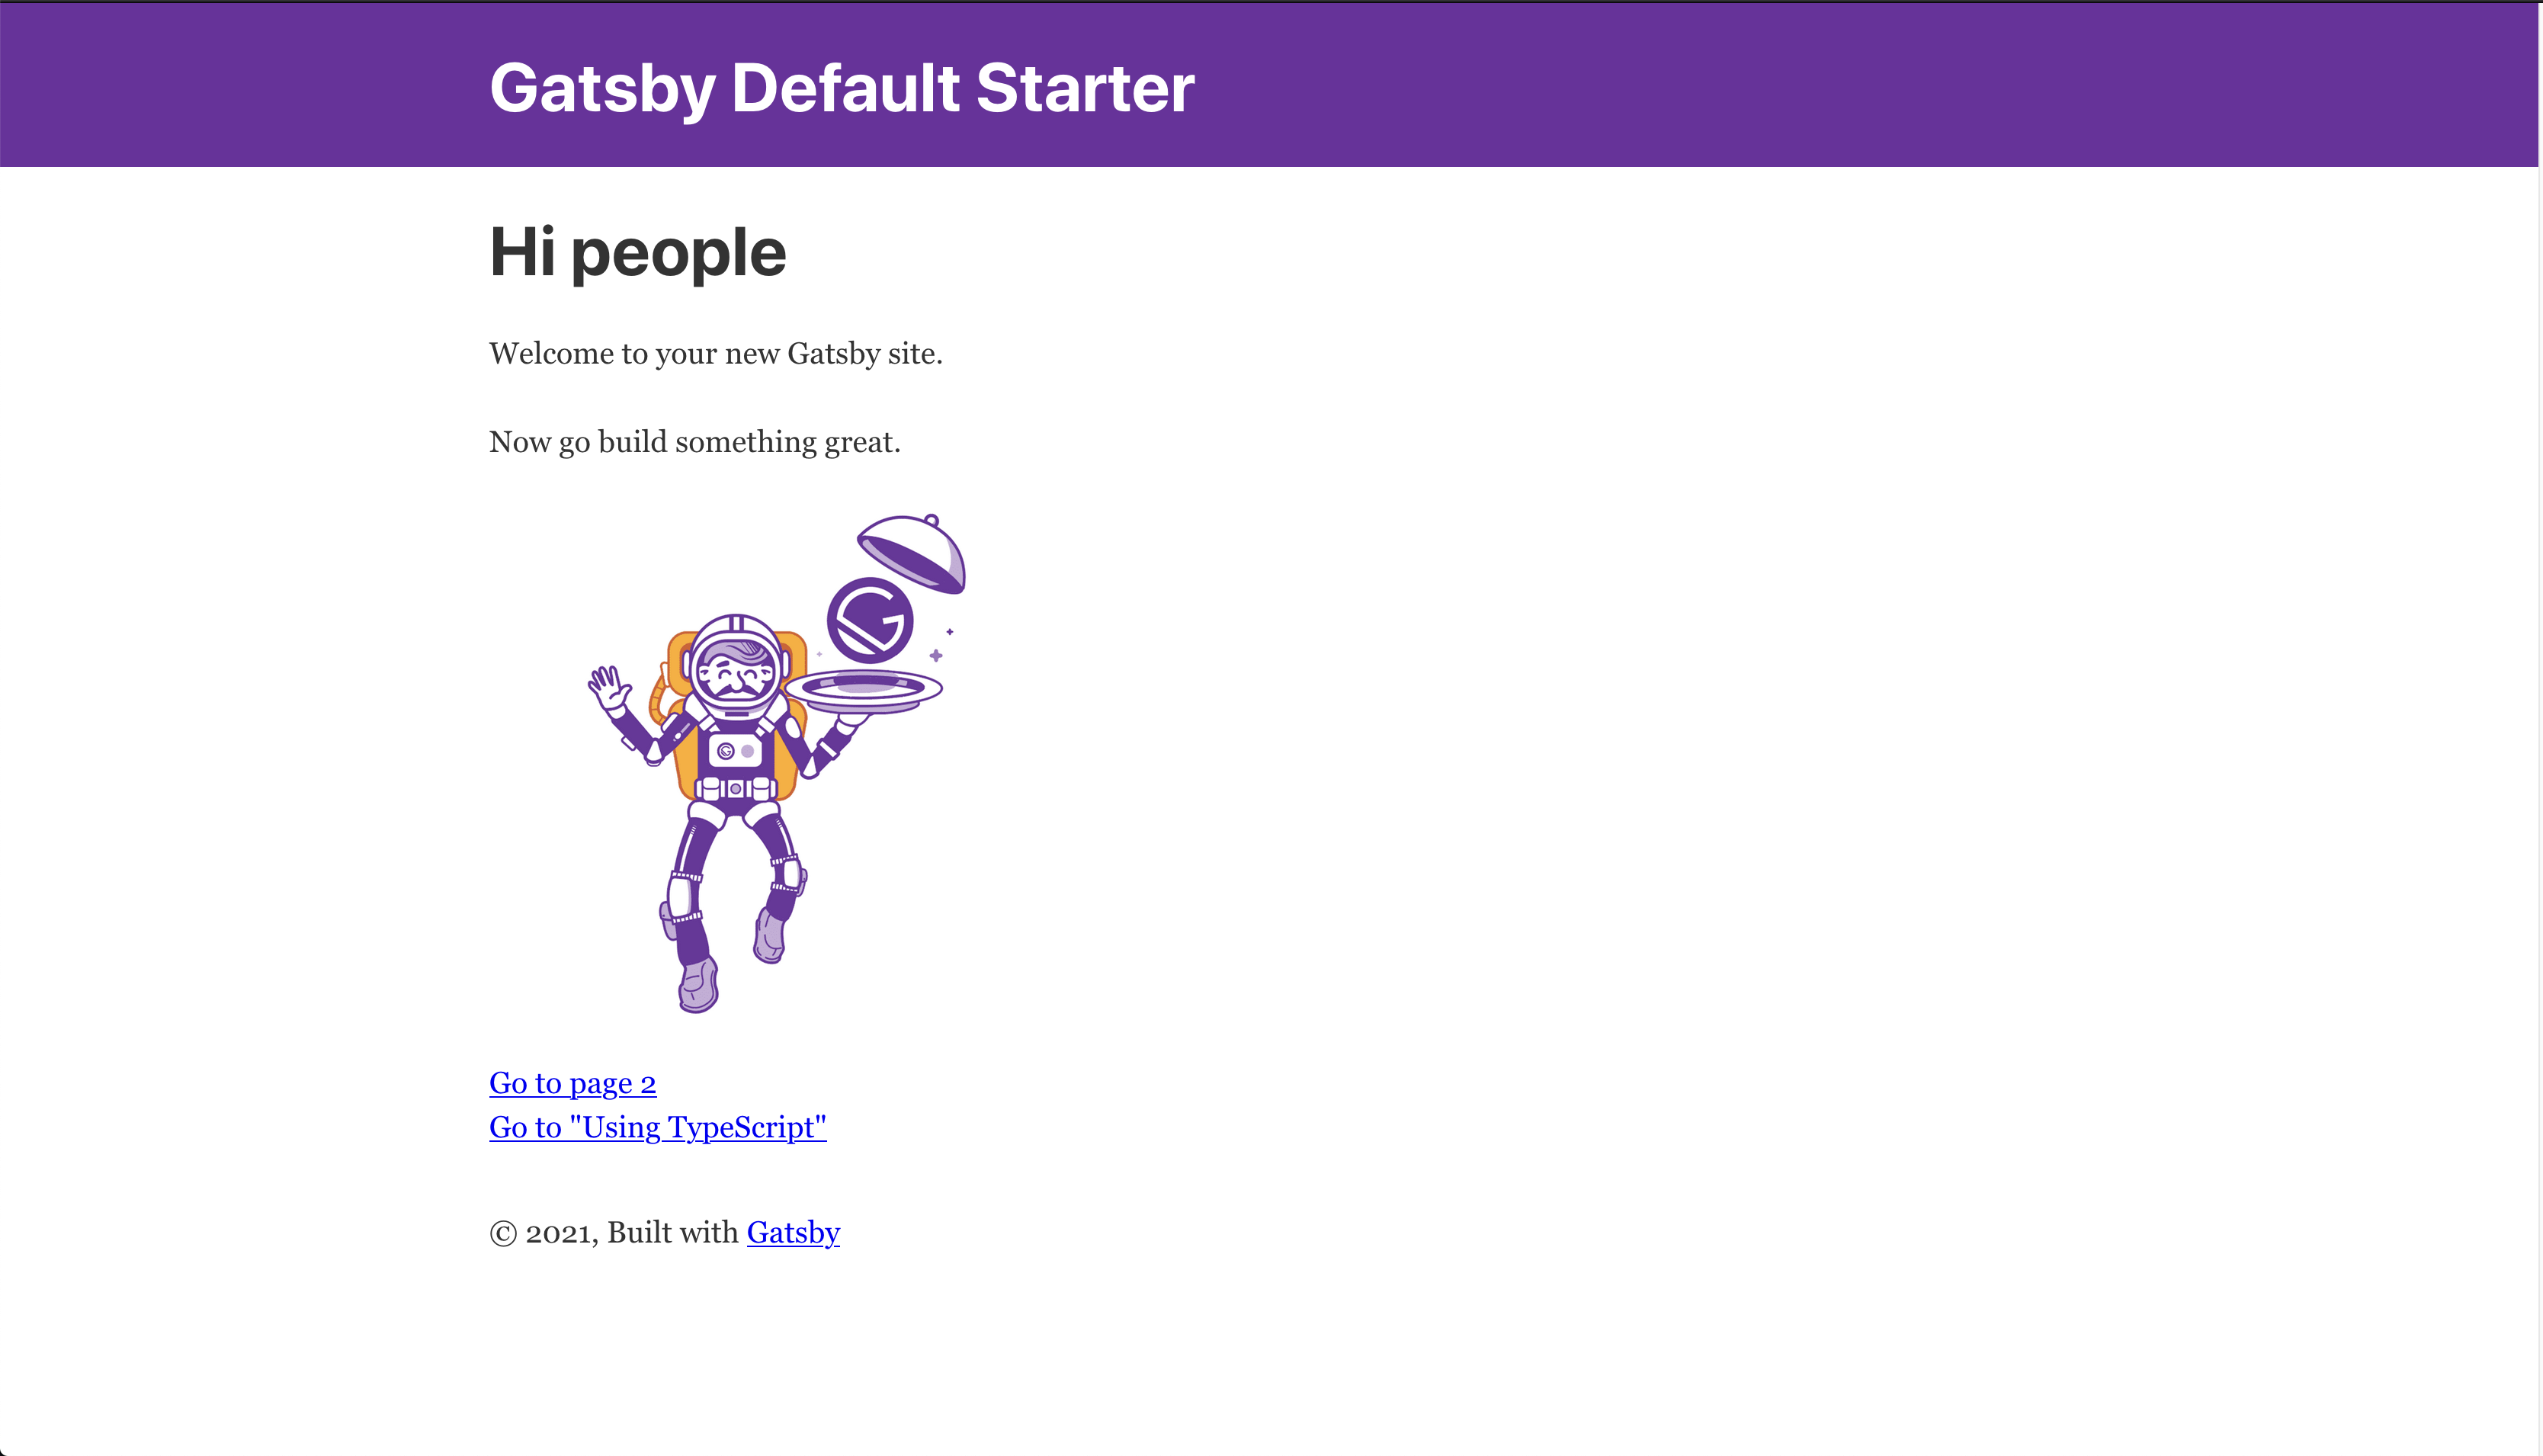 Gatsby Default Starter
Hi people
Welcome to your new Gatsby site.
Now go build something great.
Go to page 2
Go to "Using TypeScript"
© 2021, Built with Gatsby